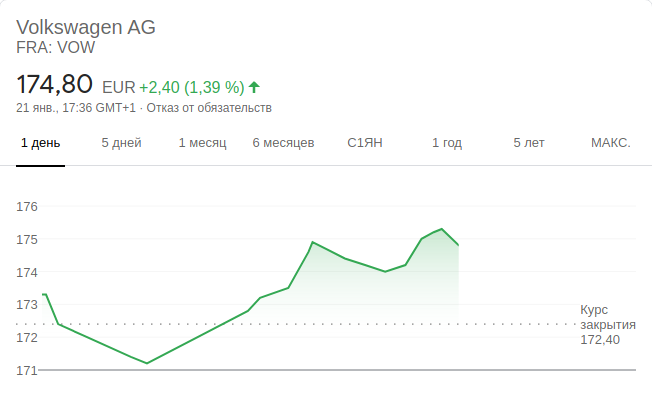 Volkswagen AG
FRA: VOW
174,80 EUR +2,40 (1,39 %)
21 янв., 17:36 GMT+1 · Отказ от обязательств
1 день 5 дней 1 месяц 6 месяцев С1ЯН 1 год 5 лет МАКС.
176
175
174
173
172
171
Курс
закрытия
172,40